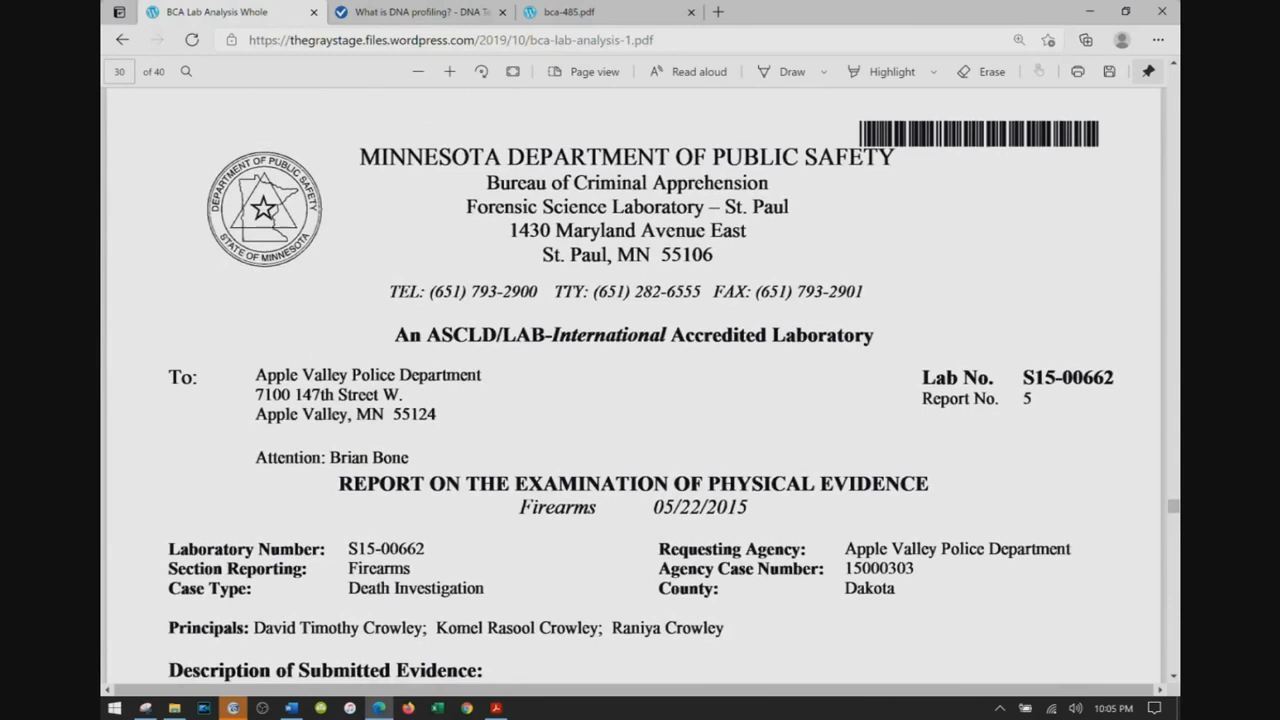 BCA Lab Analysis Whole
What is DNA profiling? - DNA Te
bca-485.pdf
https://thegraystage.files.wordpress.com/2019/10/bca-lab-analysis-1.pdf
30 of 40
Page view
Read aloud
Draw
Highlight
Erase
DEPARTMENT OF PUBLIC SAFETY
STATE OF MINNESOTA
MINNESOTA DEPARTMENT OF PUBLIC SAFETY
Bureau of Criminal Apprehension
Forensic Science Laboratory – St. Paul
1430 Maryland Avenue East
St. Paul, MN 55106
TEL: (651) 793-2900 TTY: (651) 282-6555 FAX: (651) 793-2901
An ASCLD/LAB-International Accredited Laboratory
To: Apple Valley Police Department
7100 147th Street W.
Apple Valley, MN 55124
Lab No. S15-00662
Report No. 5
Attention: Brian Bone
REPORT ON THE EXAMINATION OF PHYSICAL EVIDENCE
Firearms 05/22/2015
Laboratory Number: S15-00662 Requesting Agency: Apple Valley Police Department
Section Reporting: Firearms Agency Case Number: 15000303
Case Type: Death Investigation County: Dakota
Principals: David Timothy Crowley; Komel Rasool Crowley; Raniya Crowley
Description of Submitted Evidence:
10:05 PM